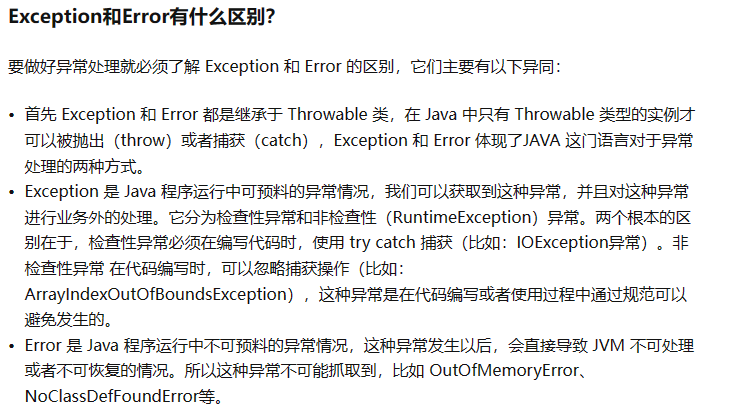 Exception和Error有什么区别?
要做好异常处理就必须了解 Exception 和 Error 的区别，它们主要有以下异同：
• 首先 Exception 和 Error 都是继承于 Throwable 类，在 Java 中只有 Throwable 类型的实例才
可以被抛出（throw）或者捕获（catch），Exception 和 Error 体现了JAVA 这门语言对于异常
处理的两种方式。
• Exception 是 Java 程序运行中可预料的异常情况，我们可以获取到这种异常，并且对这种异常
进行业务外的处理。它分为检查性异常和非检查性（RuntimeException）异常。两个根本的区
别在于，检查性异常必须在编写代码时，使用 try catch 捕获（比如：IOException异常）。非
检查性异常 在代码编写时，可以忽略捕获操作（比如：
ArrayIndexOutOfBoundsException），这种异常是在代码编写或者使用过程中通过规范可以
避免发生的。
• Error 是 Java 程序运行中不可预料的异常情况，这种异常发生以后，会直接导致 JVM 不可处理
或者不可恢复的情况。所以这种异常不可能抓取到，比如 OutOfMemoryError、
NoClassDefFoundError等。